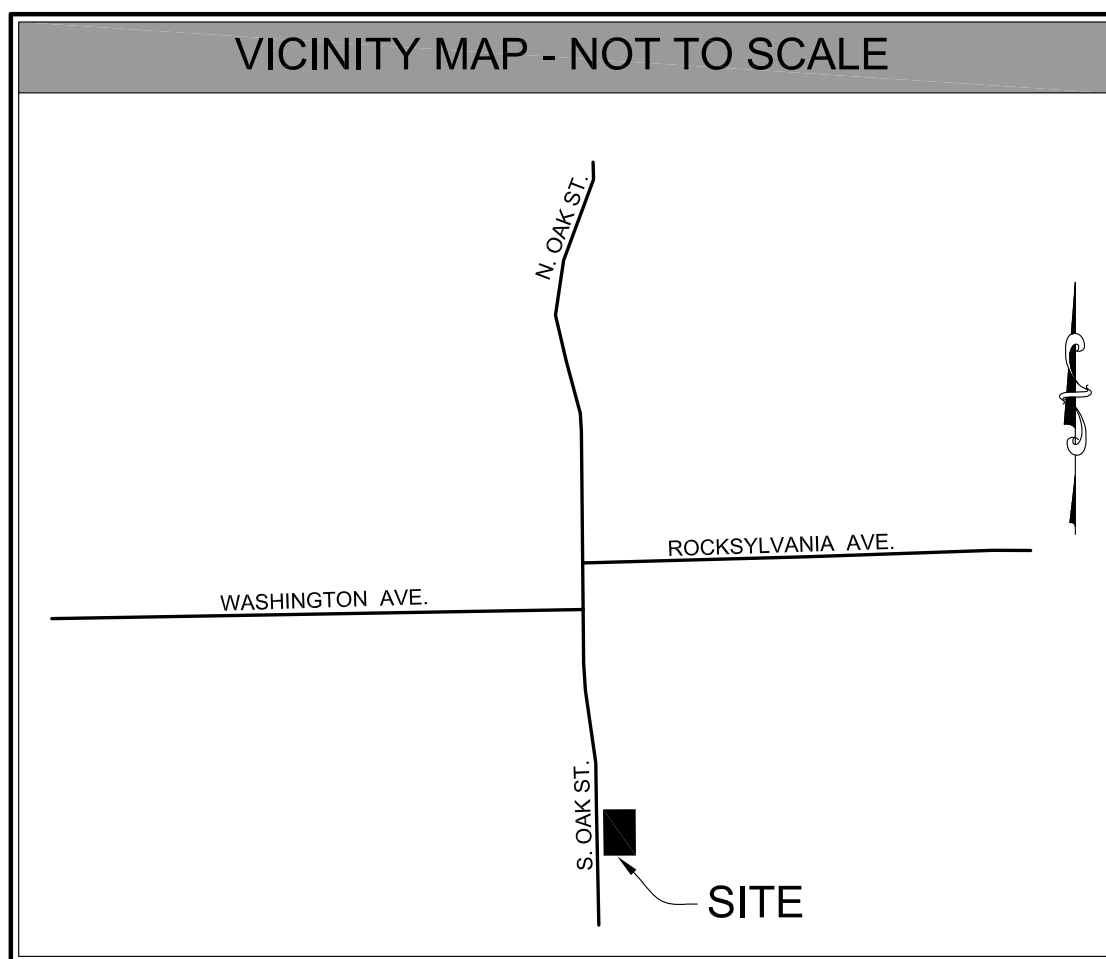 VICINITY MAP - NOT TO SCALE
N. OAK ST.
ROCKSYLVANIA AVE.
WASHINGTON AVE.
S. OAK ST.
SITE